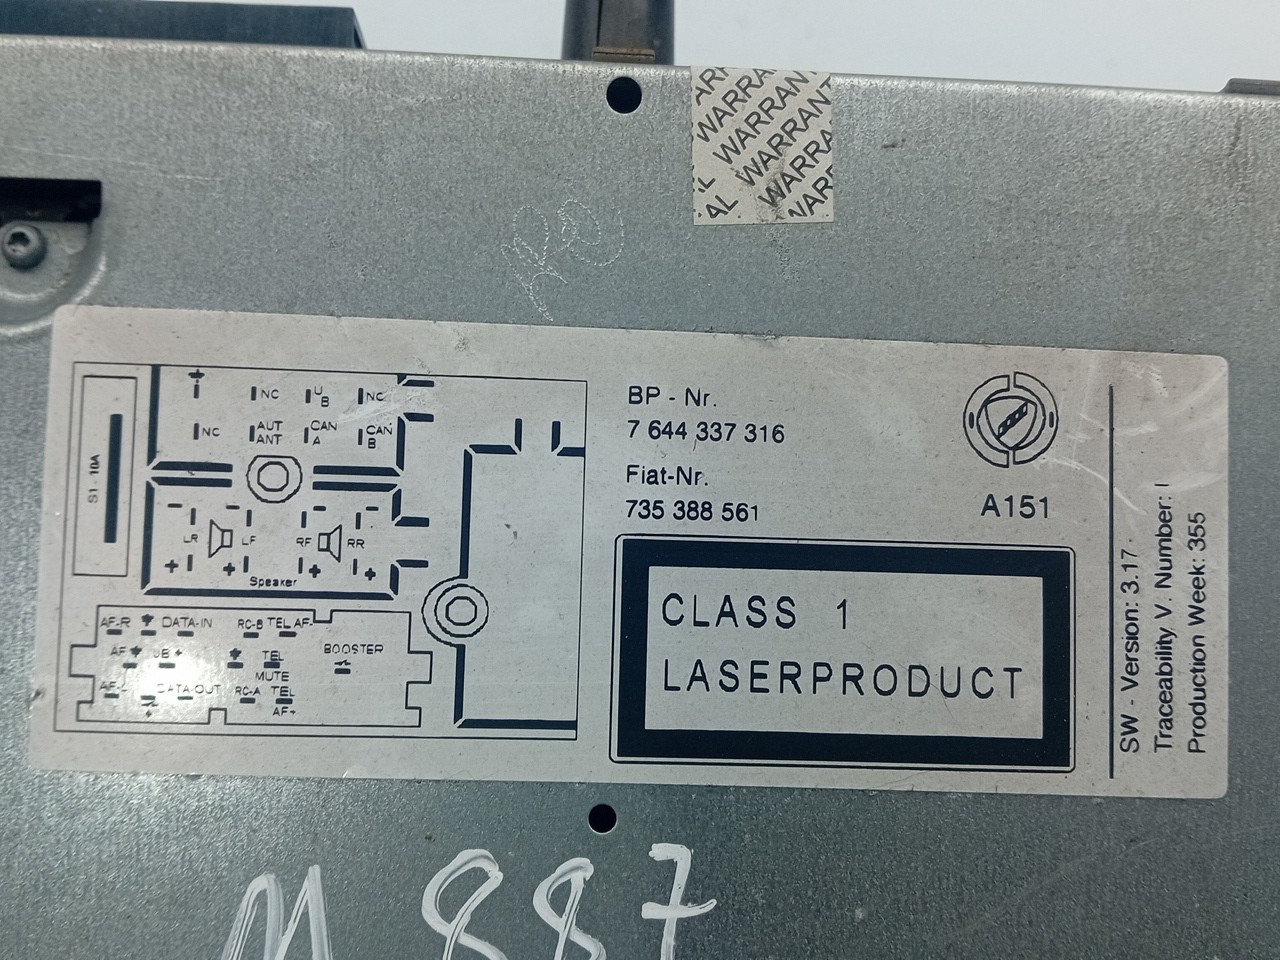 WARRA
WARRAN
WARRANT
WARRA
AL
BP - Nr.
7 644 337 316
Fiat-Nr.
735 388 561
A151
CLASS 1
LASERPRODUCT
SW - Version: 3.17
Traceability V. Number: I
Production Week: 355
S1 - 10A
NC UB NC
NC AUT ANT CAN A CAN B
- - - -
LR LF RF RR
+ + + +
Speaker
AF-R DATA-IN RC-B TEL AF-
AF UB + TEL MUTE BOOSTER
DATA-OUT RC-A TEL AF+
M 887